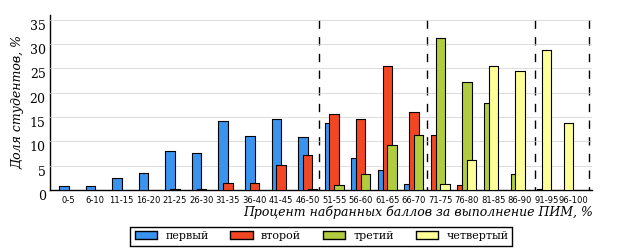 Доля студентов, %
35
30
25
20
15
10
5
0
0-5 6-10 11-15 16-20 21-25 26-30 31-35 36-40 41-45 46-50 51-55 56-60 61-65 66-70 71-75 76-80 81-85 86-90 91-95 96-100
Процент набранных баллов за выполнение ПИМ, %
первый второй третий четвертый